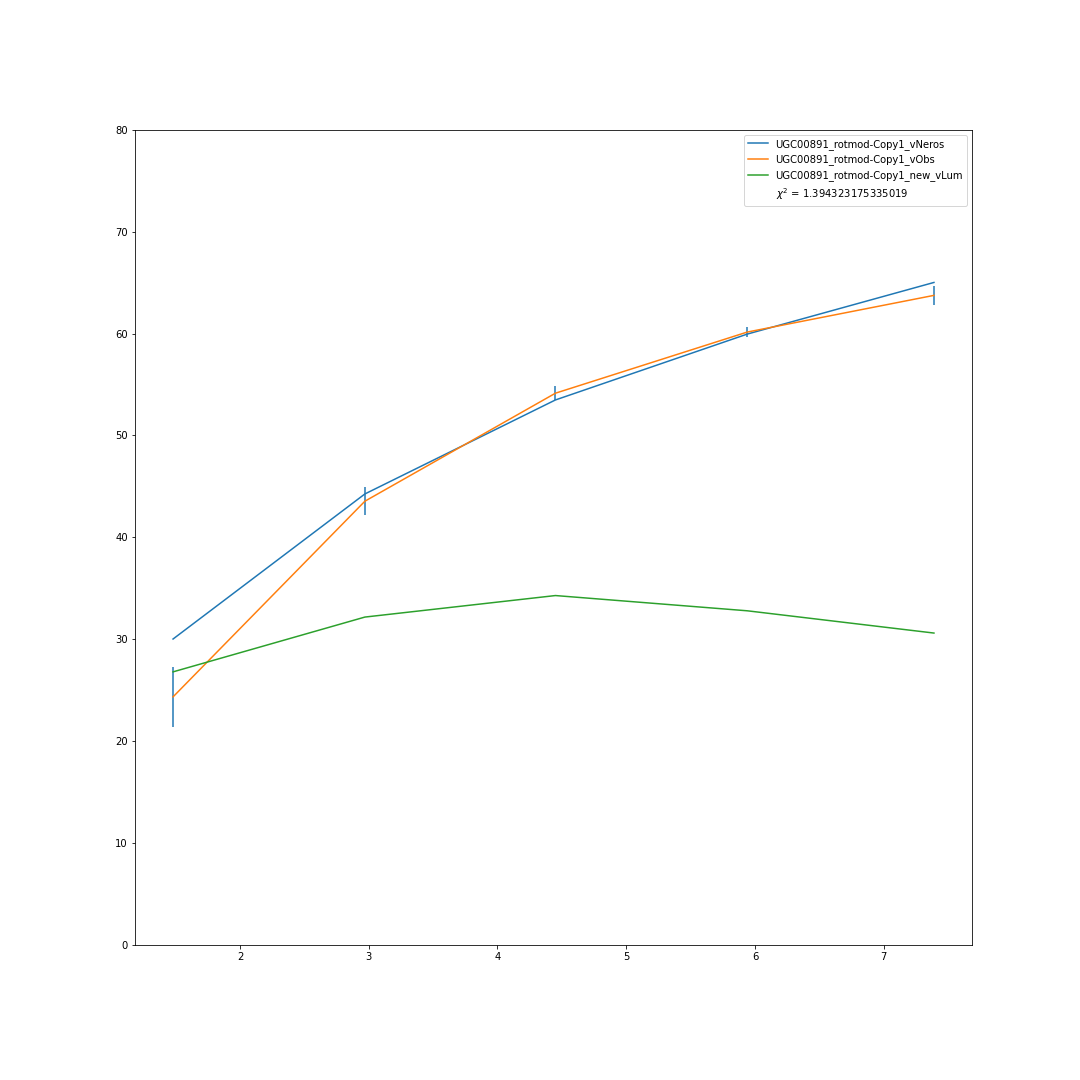 UGC00891_rotmod-Copy1_vNeros
UGC00891_rotmod-Copy1_vObs
UGC00891_rotmod-Copy1_new_vLum
χ² = 1.394323175335019
80
70
60
50
40
30
20
10
0
2 3 4 5 6 7